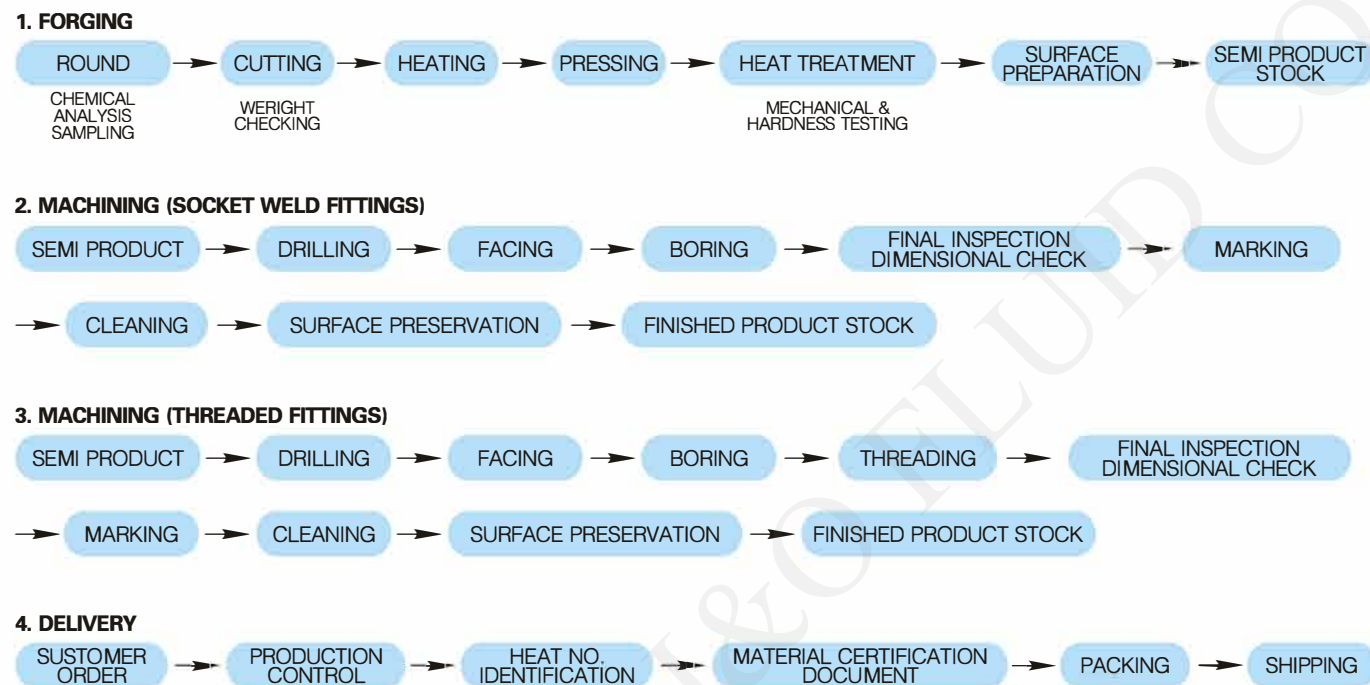 1. FORGING
ROUND CUTTING HEATING PRESSING HEAT TREATMENT SURFACE PREPARATION SEMI PRODUCT STOCK
CHEMICAL ANALYSIS SAMPLING WERIGHT CHECKING MECHANICAL & HARDNESS TESTING
2. MACHINING (SOCKET WELD FITTINGS)
SEMI PRODUCT DRILLING FACING BORING FINAL INSPECTION DIMENSIONAL CHECK MARKING
CLEANING SURFACE PRESERVATION FINISHED PRODUCT STOCK
3. MACHINING (THREADED FITTINGS)
SEMI PRODUCT DRILLING FACING BORING THREADING FINAL INSPECTION DIMENSIONAL CHECK
MARKING CLEANING SURFACE PRESERVATION FINISHED PRODUCT STOCK
4. DELIVERY
SUSTOMER ORDER PRODUCTION CONTROL HEAT NO. IDENTIFICATION MATERIAL CERTIFICATION DOCUMENT PACKING SHIPPING